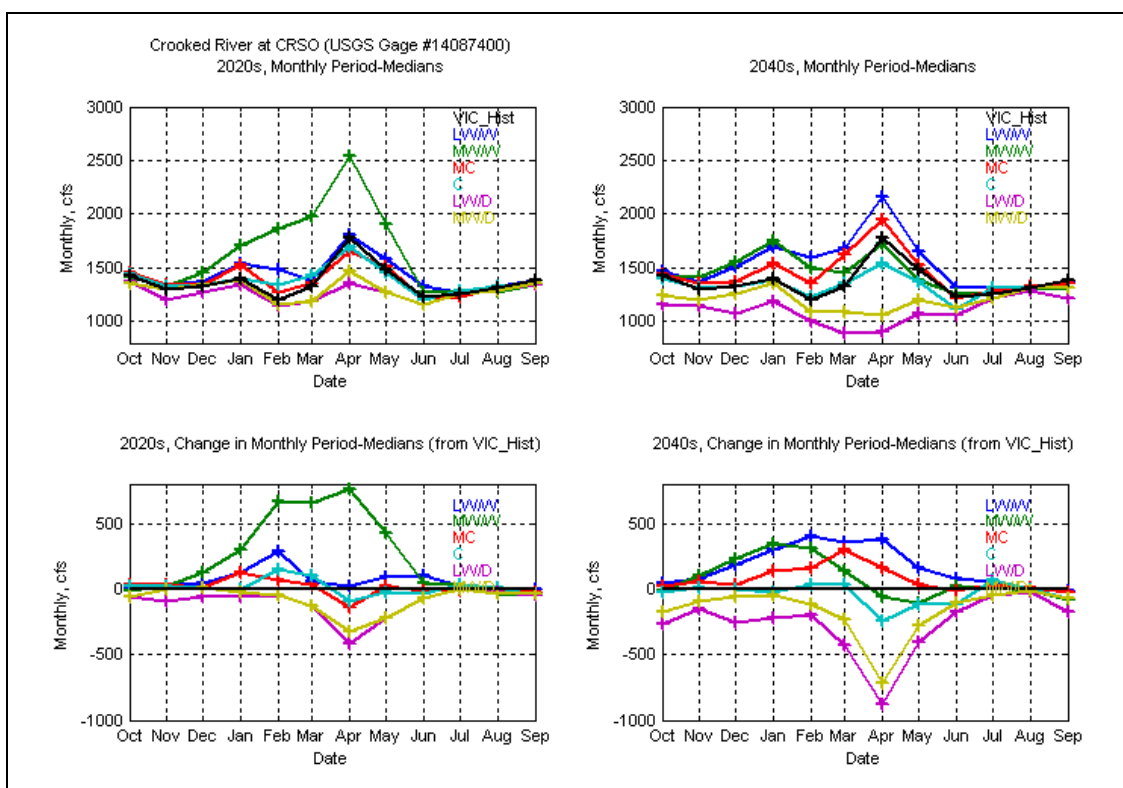 Crooked River at CRSO (USGS Gage #14087400)
2020s, Monthly Period-Medians
3000
2500
2000
1500
1000
Monthly, cfs
VIC_Hist
LW/W
MW/W
MC
C
LW/D
MW/D
Oct Nov Dec Jan Feb Mar Apr May Jun Jul Aug Sep
Date
2040s, Monthly Period-Medians
3000
2500
2000
1500
1000
Monthly, cfs
VIC_Hist
LW/W
MW/W
MC
C
LW/D
MW/D
Oct Nov Dec Jan Feb Mar Apr May Jun Jul Aug Sep
Date
2020s, Change in Monthly Period-Medians (from VIC_Hist)
500
0
-500
-1000
Monthly, cfs
LW/W
MW/W
MC
C
LW/D
MW/D
Oct Nov Dec Jan Feb Mar Apr May Jun Jul Aug Sep
Date
2040s, Change in Monthly Period-Medians (from VIC_Hist)
500
0
-500
-1000
Monthly, cfs
LW/W
MW/W
MC
C
LW/D
MW/D
Oct Nov Dec Jan Feb Mar Apr May Jun Jul Aug Sep
Date